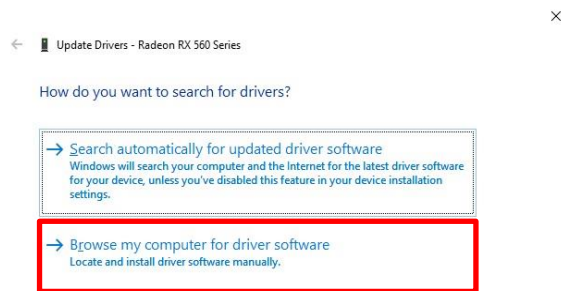 Update Drivers - Radeon RX 560 Series
How do you want to search for drivers?
Search automatically for updated driver software
Windows will search your computer and the Internet for the latest driver software
for your device, unless you've disabled this feature in your device installation
settings.
Browse my computer for driver software
Locate and install driver software manually.